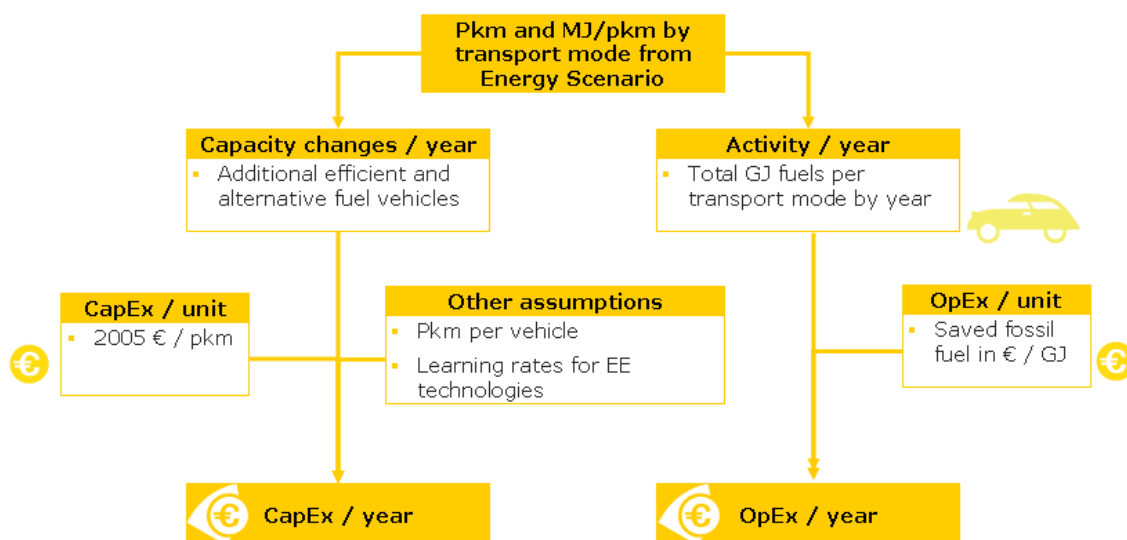 Pkm and MJ/pkm by
transport mode from
Energy Scenario
Capacity changes / year
▪ Additional efficient and
alternative fuel vehicles
Activity / year
▪ Total GJ fuels per
transport mode by year
CapEx / unit
▪ 2005 € / pkm
€
Other assumptions
▪ Pkm per vehicle
▪ Learning rates for EE
technologies
OpEx / unit
▪ Saved fossil
fuel in € / GJ
€
€ CapEx / year
€ OpEx / year